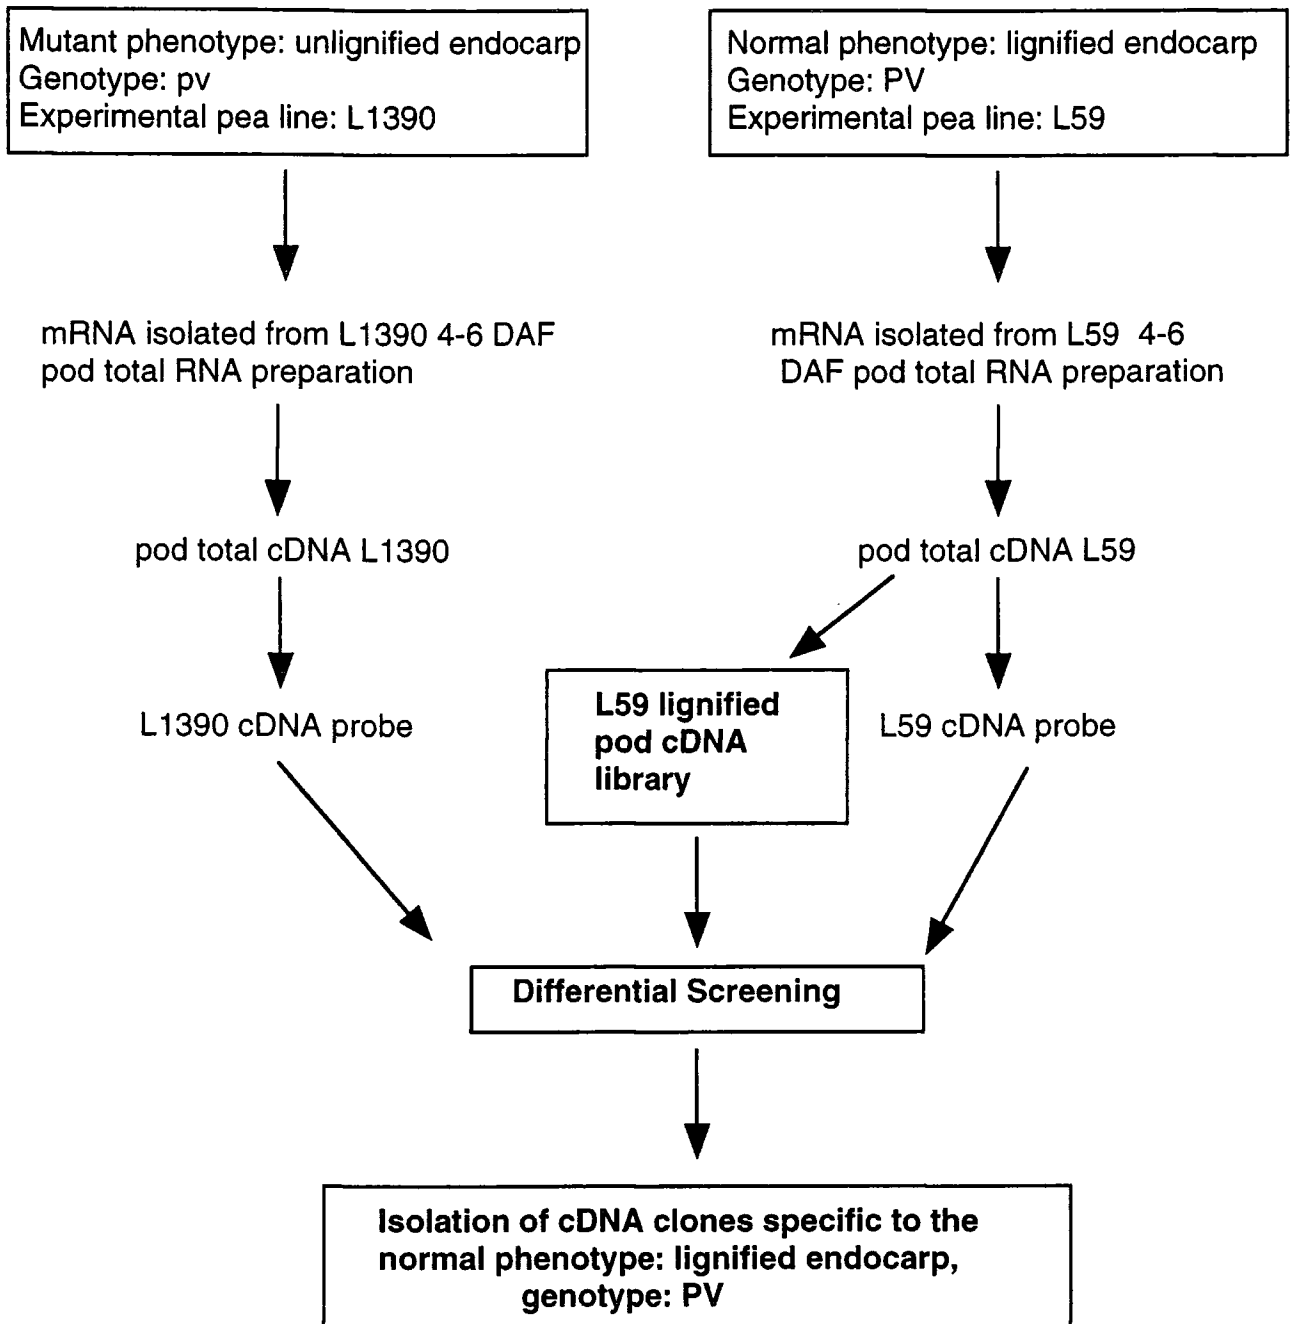 Mutant phenotype: unlignified endocarp
Genotype: pv
Experimental pea line: L1390
Normal phenotype: lignified endocarp
Genotype: PV
Experimental pea line: L59
mRNA isolated from L1390 4-6 DAF
pod total RNA preparation
mRNA isolated from L59 4-6
DAF pod total RNA preparation
pod total cDNA L1390
pod total cDNA L59
L1390 cDNA probe
L59 lignified
pod cDNA
library
L59 cDNA probe
Differential Screening
Isolation of cDNA clones specific to the
normal phenotype: lignified endocarp,
genotype: PV